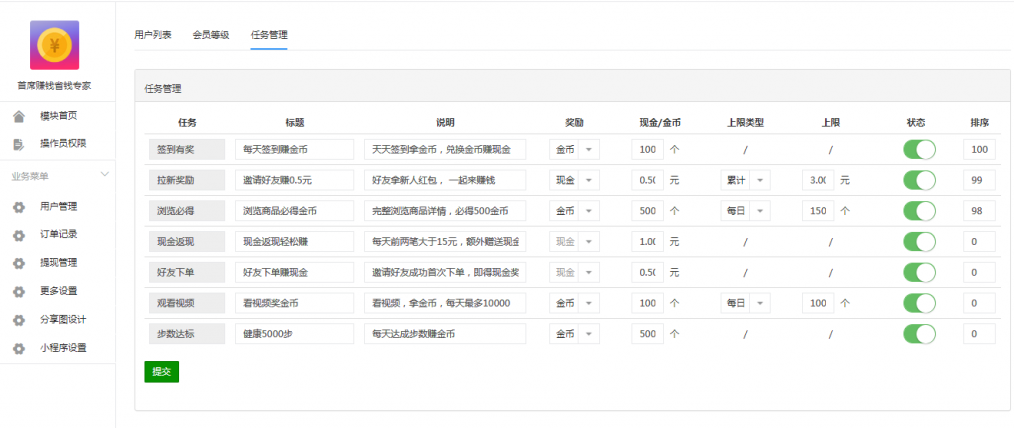 用户列表 会员等级 任务管理
首席赚钱省钱专家
模块首页
操作员权限
业务菜单
用户管理
订单记录
提现管理
更多设置
分享图设计
小程序设置
任务管理
任务 标题 说明 奖励 现金/金币 上限类型 上限 状态 排序
签到有奖 每天签到赚金币 天天签到拿金币，兑换金币赚现金 金币 100 个 / / 100
拉新奖励 邀请好友赚0.5元 好友拿新人红包， 一起来赚钱 现金 0.5 元 累计 3.0 元 99
浏览必得 浏览商品必得金币 完整浏览商品详情，必得500金币 金币 500 个 每日 150 个 98
现金返现 现金返现轻松赚 每天前两笔大于15元，额外赠送现金 现金 1.0 元 / / 0
好友下单 好友下单赚现金 邀请好友成功首次下单，即得现金奖 现金 0.5 元 / / 0
观看视频 看视频奖金币 看视频，拿金币，每天最多10000 金币 100 个 每日 100 个 0
步数达标 健康5000步 每天达成步数赚金币 金币 500 个 / / 0
提交